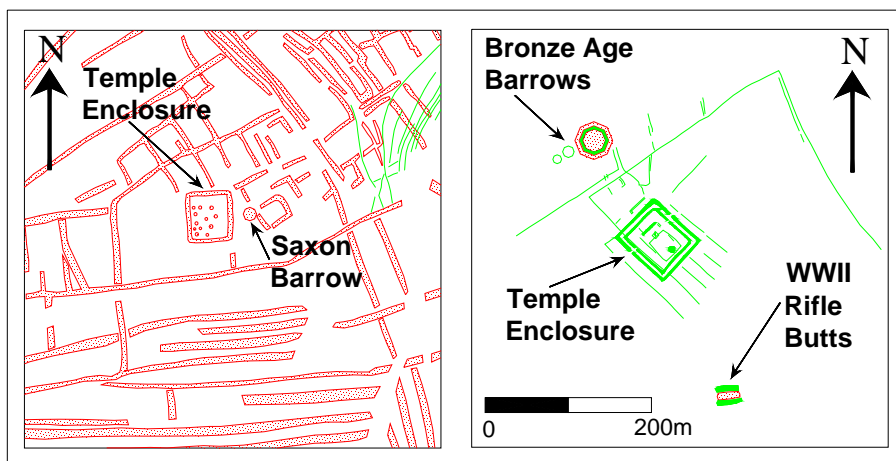 N
Temple
Enclosure
Saxon
Barrow
Bronze Age
Barrows
N
Temple
Enclosure
WWII
Rifle
Butts
0 200m